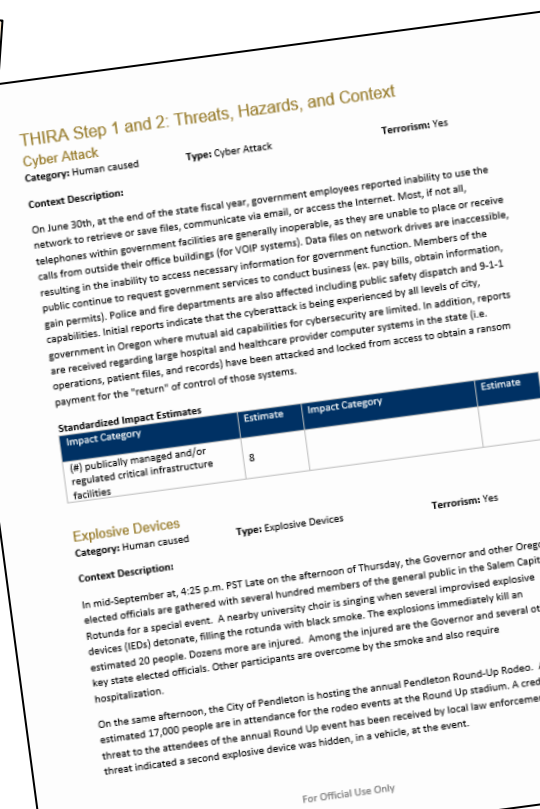 THIRA Step 1 and 2: Threats, Hazards, and Context
Cyber Attack
Category: Human caused Type: Cyber Attack Terrorism: Yes
Context Description:
On June 30th, at the end of the state fiscal year, government employees reported inability to use the
network to retrieve or save files, communicate via email, or access the Internet. Most, if not all,
telephones within government facilities are generally inoperable, as they are unable to place or receive
calls from outside their office buildings (for VOIP systems). Data files on network drives are inaccessible,
resulting in the inability to access necessary information for government function. Members of the
public continue to request government services to conduct business (ex. pay bills, obtain information,
gain permits). Police and fire departments are also affected including public safety dispatch and 9-1-1
capabilities. Initial reports indicate that the cyberattack is being experienced by all levels of city,
government in Oregon where mutual aid capabilities for cybersecurity are limited. In addition, reports
are received regarding large hospital and healthcare provider computer systems in the state (i.e.
operations, patient files, and records) have been attacked and locked from access to obtain a ransom
payment for the "return" of control of those systems.
Standardized Impact Estimates
Impact Category Estimate Impact Category Estimate
(#) publically managed and/or
regulated critical infrastructure
facilities
8
Explosive Devices
Category: Human caused Type: Explosive Devices Terrorism: Yes
Context Description:
In mid-September at, 4:25 p.m. PST Late on the afternoon of Thursday, the Governor and other Orego
elected officials are gathered with several hundred members of the general public in the Salem Capit
Rotunda for a special event. A nearby university choir is singing when several improvised explosive
devices (IEDs) detonate, filling the rotunda with black smoke. The explosions immediately kill an
estimated 20 people. Dozens more are injured. Among the injured are the Governor and several ot
key state elected officials. Other participants are overcome by the smoke and also require
hospitalization.
On the same afternoon, the City of Pendleton is hosting the annual Pendleton Round-Up Rodeo. A
estimated 17,000 people are in attendance for the rodeo events at the Round Up stadium. A cred
threat to the attendees of the annual Round Up event has been received by local law enforceme
threat indicated a second explosive device was hidden, in a vehicle, at the event.
For Official Use Only